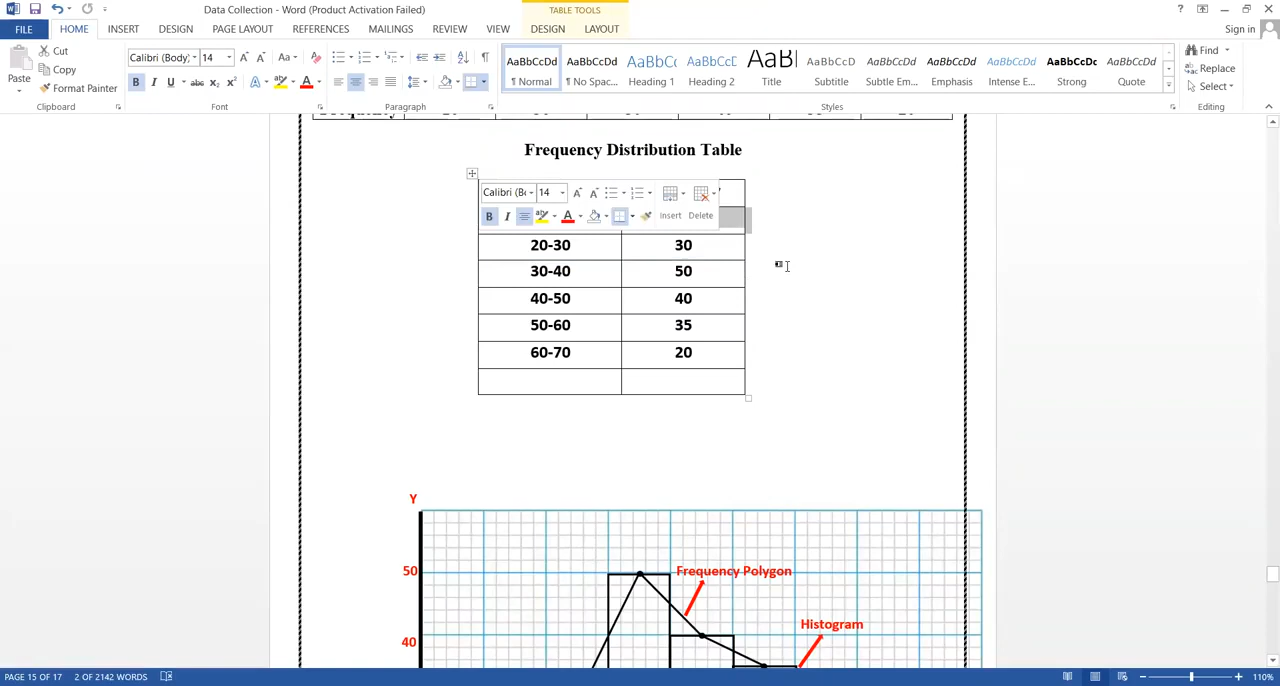 Data Collection - Word (Product Activation Failed)
TABLE TOOLS
?
FILE
HOME
INSERT
DESIGN
PAGE LAYOUT
REFERENCES
MAILINGS
REVIEW
VIEW
DESIGN
LAYOUT
Sign in
Paste
Cut
Copy
Format Painter
Clipboard
Calibri (Body)
14
Font
Paragraph
AaBbCcDd
¶ Normal
AaBbCcDd
¶ No Spac...
AaBbCc
Heading 1
AaBbCcD
Heading 2
AaBl
Title
AaBbCcD
Subtitle
AaBbCcDd
Subtle Em...
AaBbCcDd
Emphasis
AaBbCcDd
Intense E...
AaBbCcDd
Strong
AaBbCcDd
Quote
Styles
Find
Replace
Select
Editing
Frequency Distribution Table
Calibri (Bo
14
Insert
Delete
20-30 30
30-40 50
40-50 40
50-60 35
60-70 20
Y
50
Frequency Polygon
Histogram
40
PAGE 15 OF 17
2 OF 2142 WORDS
110%